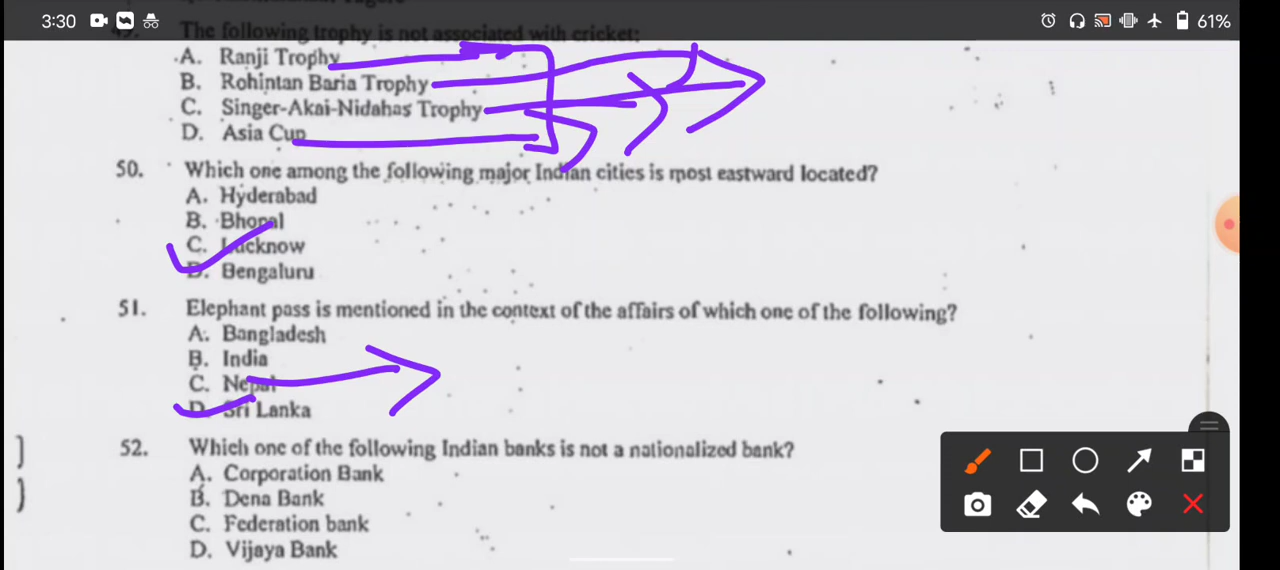 3:30
61%
49. The following trophy is not associated with cricket:
A. Ranji Trophy
B. Rohintan Baria Trophy
C. Singer-Akai-Nidahas Trophy
D. Asia Cup
50. Which one among the following major Indian cities is most eastward located?
A. Hyderabad
B. Bhopal
C. Lucknow
D. Bengaluru
51. Elephant pass is mentioned in the context of the affairs of which one of the following?
A. Bangladesh
B. India
C. Nepal
D. Sri Lanka
52. Which one of the following Indian banks is not a nationalized bank?
A. Corporation Bank
B. Dena Bank
C. Federation bank
D. Vijaya Bank